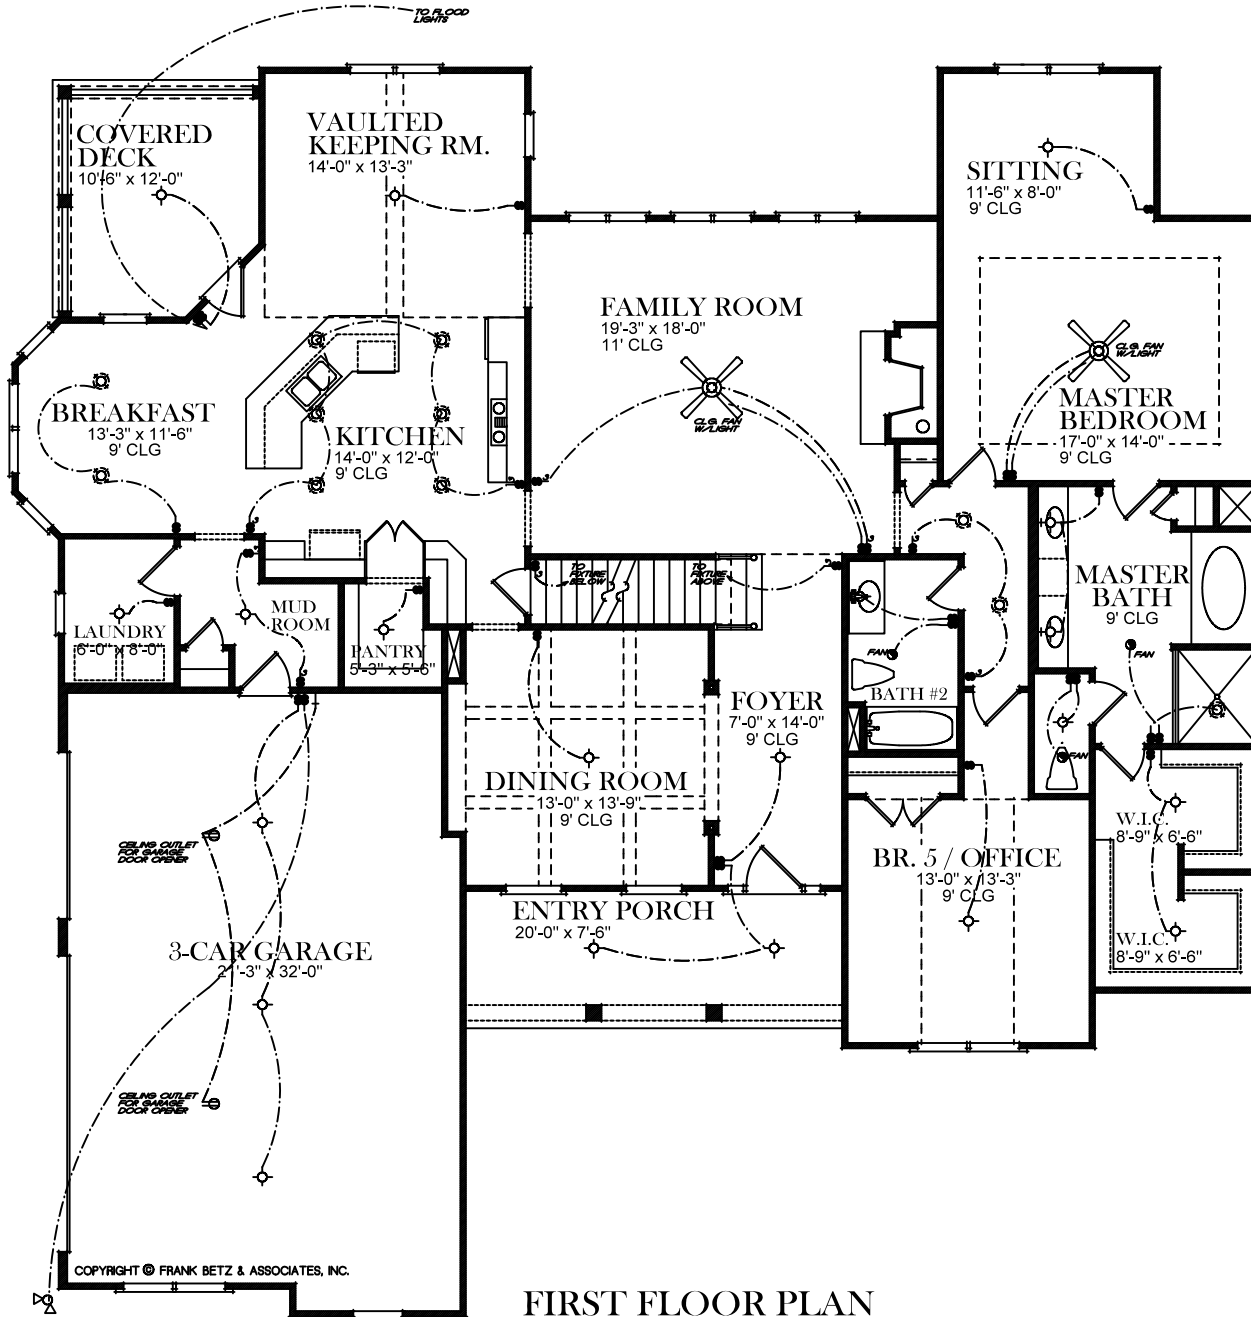 TO FLOOD
LIGHTS
COVERED
DECK
10'-6" x 12'-0"
VAULTED
KEEPING RM.
14'-0" x 13'-3"
SITTING
11'-6" x 8'-0"
9' CLG
FAMILY ROOM
19'-3" x 18'-0"
11' CLG
CLG. FAN
W/LIGHT
CLG. FAN
W/LIGHT
MASTER
BEDROOM
17'-0" x 14'-0"
9' CLG
BREAKFAST
13'-3" x 11'-6"
9' CLG
KITCHEN
14'-0" x 12'-0"
9' CLG
TO
FIXTURE
BELOW
TO
FIXTURE
ABOVE
MASTER
BATH
9' CLG
FAN
MUD
ROOM
LAUNDRY
6'-0" x 8'-0"
PANTRY
5'-3" x 5'-6"
FAN
BATH #2
FOYER
7'-0" x 14'-0"
9' CLG
FAN
DINING ROOM
13'-0" x 13'-9"
9' CLG
W.I.C.
8'-9" x 6'-6"
CEILING OUTLET
FOR GARAGE
DOOR OPENER
BR. 5 / OFFICE
13'-0" x 13'-3"
9' CLG
ENTRY PORCH
20'-0" x 7'-6"
3-CAR GARAGE
21'-3" x 32'-0"
W.I.C.
8'-9" x 6'-6"
CEILING OUTLET
FOR GARAGE
DOOR OPENER
COPYRIGHT © FRANK BETZ & ASSOCIATES, INC.
FIRST FLOOR PLAN